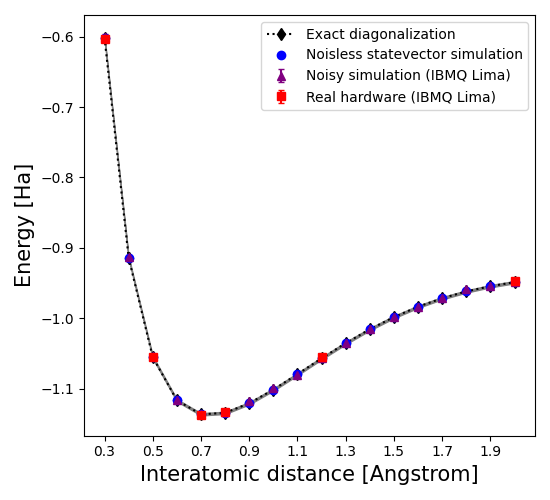 Exact diagonalization
Noisless statevector simulation
Noisy simulation (IBMQ Lima)
Real hardware (IBMQ Lima)
−0.6
−0.7
−0.8
−0.9
−1.0
−1.1
Energy [Ha]
0.3 0.5 0.7 0.9 1.1 1.3 1.5 1.7 1.9
Interatomic distance [Angstrom]